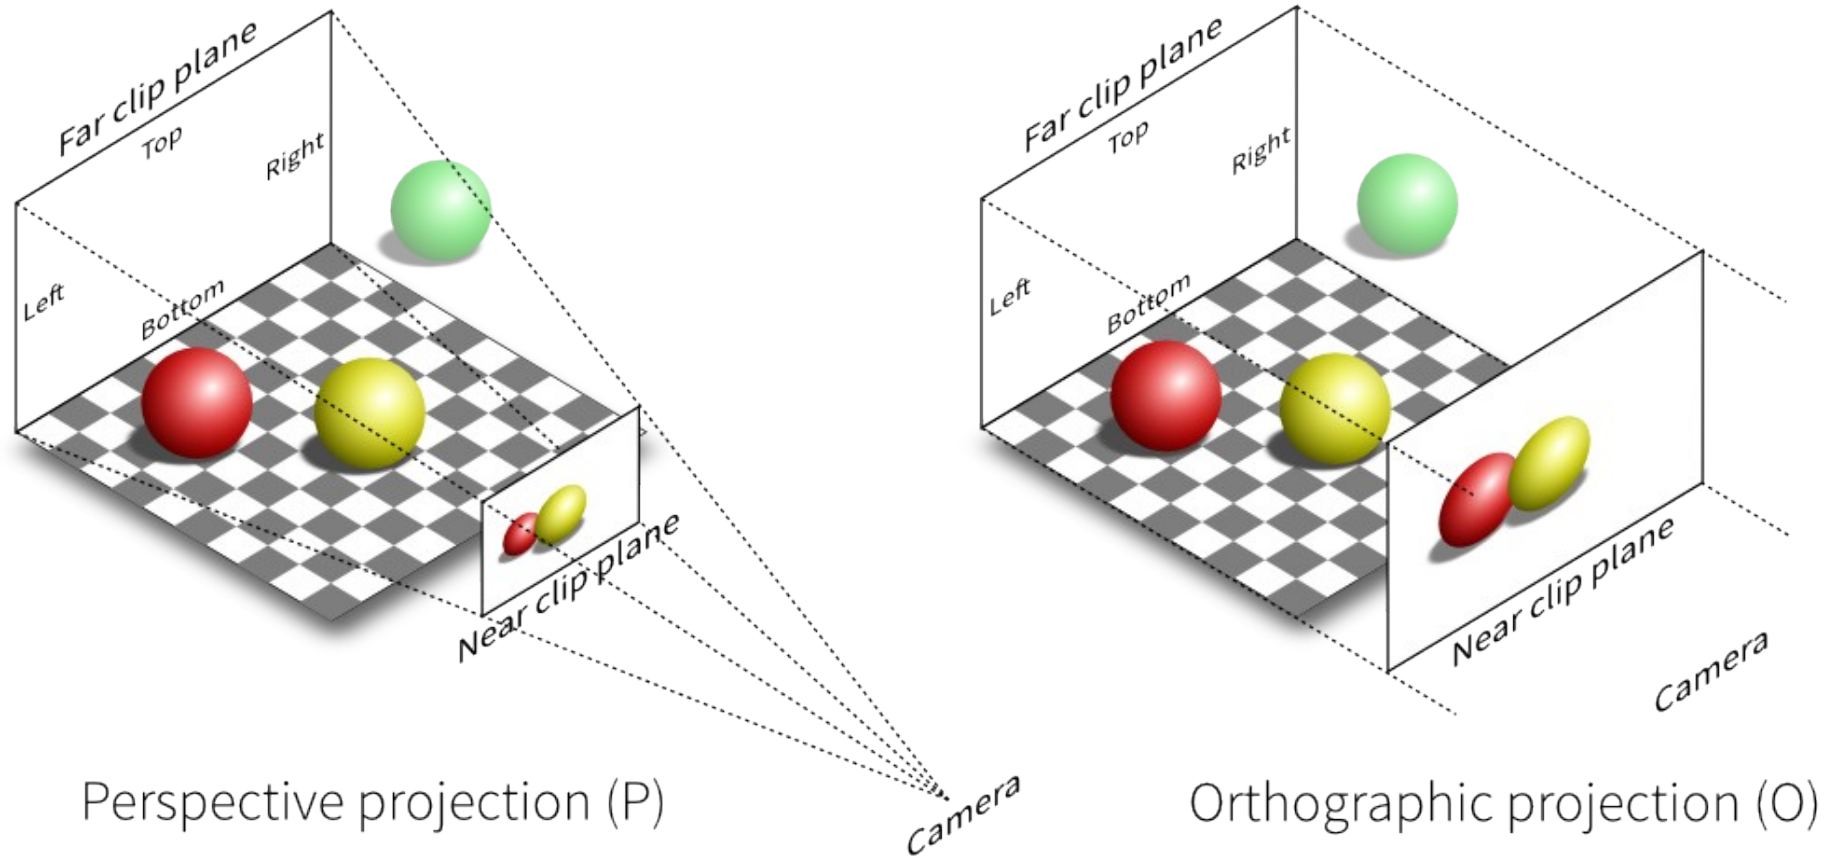 Far clip plane
Top
Right
Left
Bottom
Near clip plane
Camera
Perspective projection (P)
Far clip plane
Top
Right
Left
Bottom
Near clip plane
Camera
Orthographic projection (O)